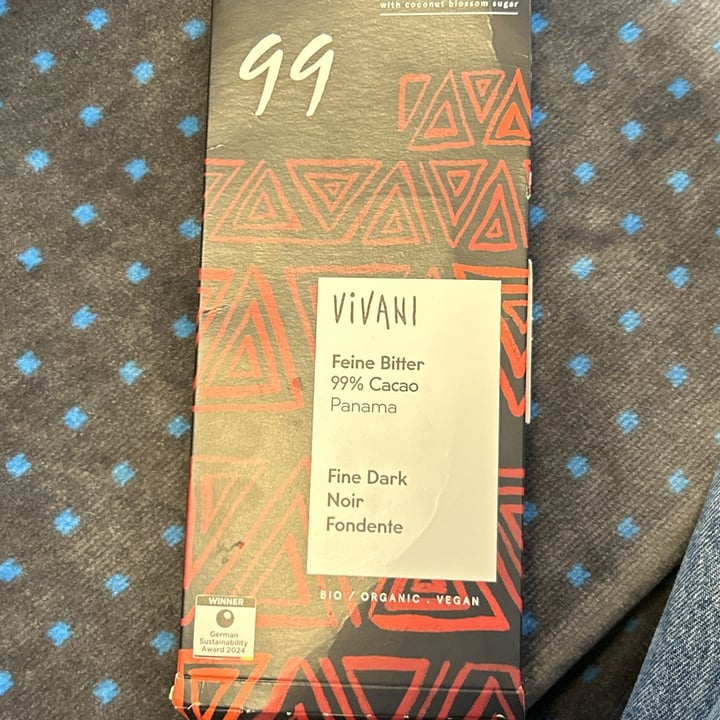 with coconut blossom sugar
99
ViVANI
Feine Bitter
99% Cacao
Panama
Fine Dark
Noir
Fondente
BIO / ORGANIC . VEGAN
WINNER
German
Sustainability
Award 2024